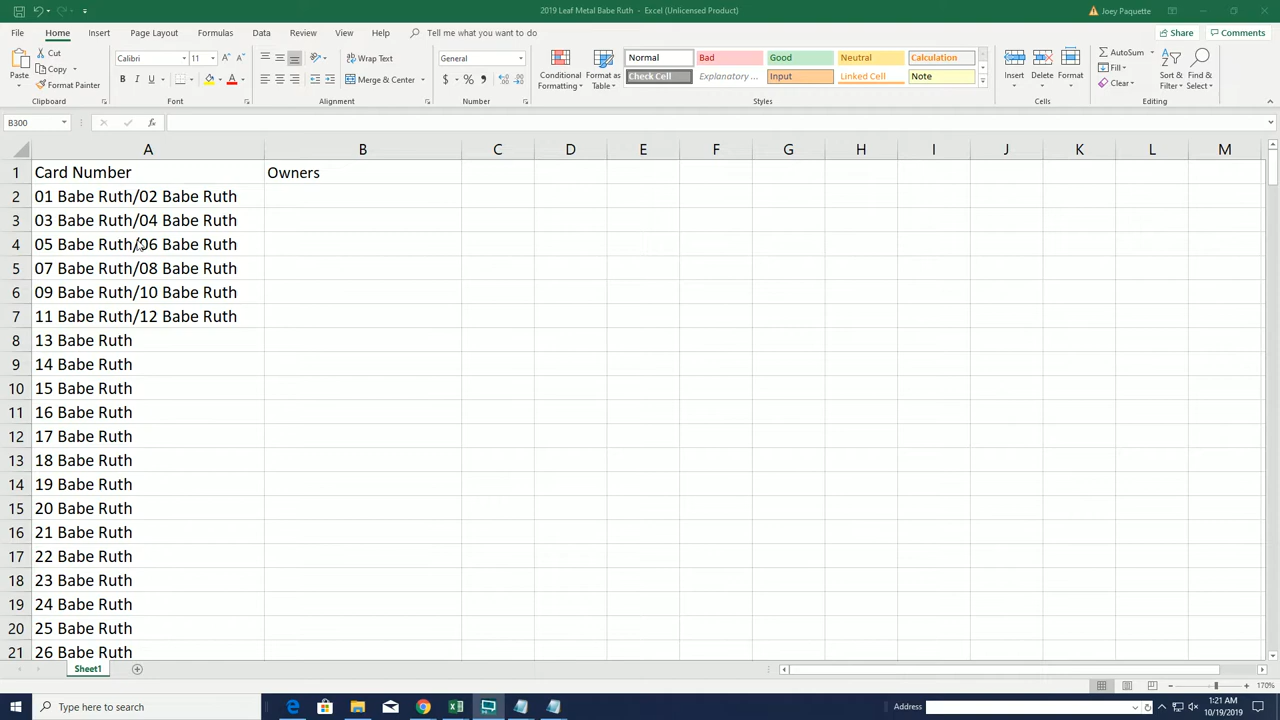 2019 Leaf Metal Babe Ruth - Excel (Unlicensed Product)
Joey Paquette
File Home Insert Page Layout Formulas Data Review View Help Tell me what you want to do
Share Comments
Paste
Cut
Copy
Format Painter
Clipboard
Calibri 11
B I U
Font
Wrap Text
Merge & Center
Alignment
General
$ % ,
Number
Conditional Formatting
Format as Table
Normal Bad Good Neutral Calculation
Check Cell Explanatory ... Input Linked Cell Note
Styles
Insert Delete Format
Cells
AutoSum
Fill
Clear
Sort & Filter
Find & Select
Editing
B300
fx
A B C D E F G H I J K L M
1 Card Number Owners
2 01 Babe Ruth/02 Babe Ruth
3 03 Babe Ruth/04 Babe Ruth
4 05 Babe Ruth/06 Babe Ruth
5 07 Babe Ruth/08 Babe Ruth
6 09 Babe Ruth/10 Babe Ruth
7 11 Babe Ruth/12 Babe Ruth
8 13 Babe Ruth
9 14 Babe Ruth
10 15 Babe Ruth
11 16 Babe Ruth
12 17 Babe Ruth
13 18 Babe Ruth
14 19 Babe Ruth
15 20 Babe Ruth
16 21 Babe Ruth
17 22 Babe Ruth
18 23 Babe Ruth
19 24 Babe Ruth
20 25 Babe Ruth
21 26 Babe Ruth
Sheet1
170%
Type here to search
Address
1:21 AM
10/19/2019